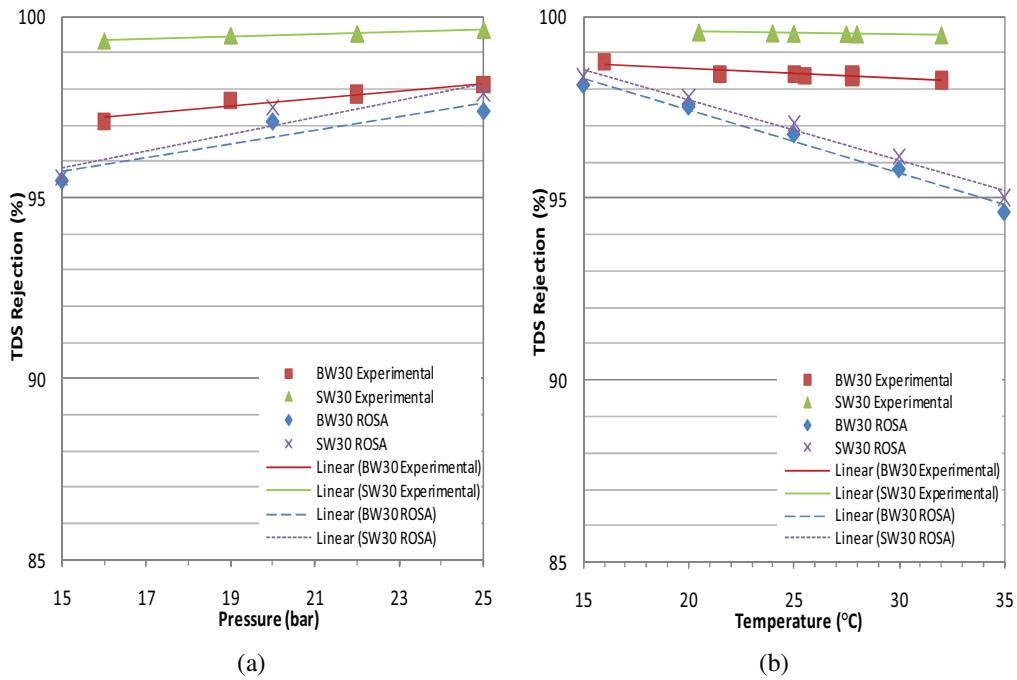 100
95
90
85
TDS Rejection (%)
BW30 Experimental
SW30 Experimental
BW30 ROSA
SW30 ROSA
Linear (BW30 Experimental)
Linear (SW30 Experimental)
Linear (BW30 ROSA)
Linear (SW30 ROSA)
15 17 19 21 23 25
Pressure (bar)
(a)
100
95
90
85
TDS Rejection (%)
BW30 Experimental
SW30 Experimental
BW30 ROSA
SW30 ROSA
Linear (BW30 Experimental)
Linear (SW30 Experimental)
Linear (BW30 ROSA)
Linear (SW30 ROSA)
15 20 25 30 35
Temperature (°C)
(b)